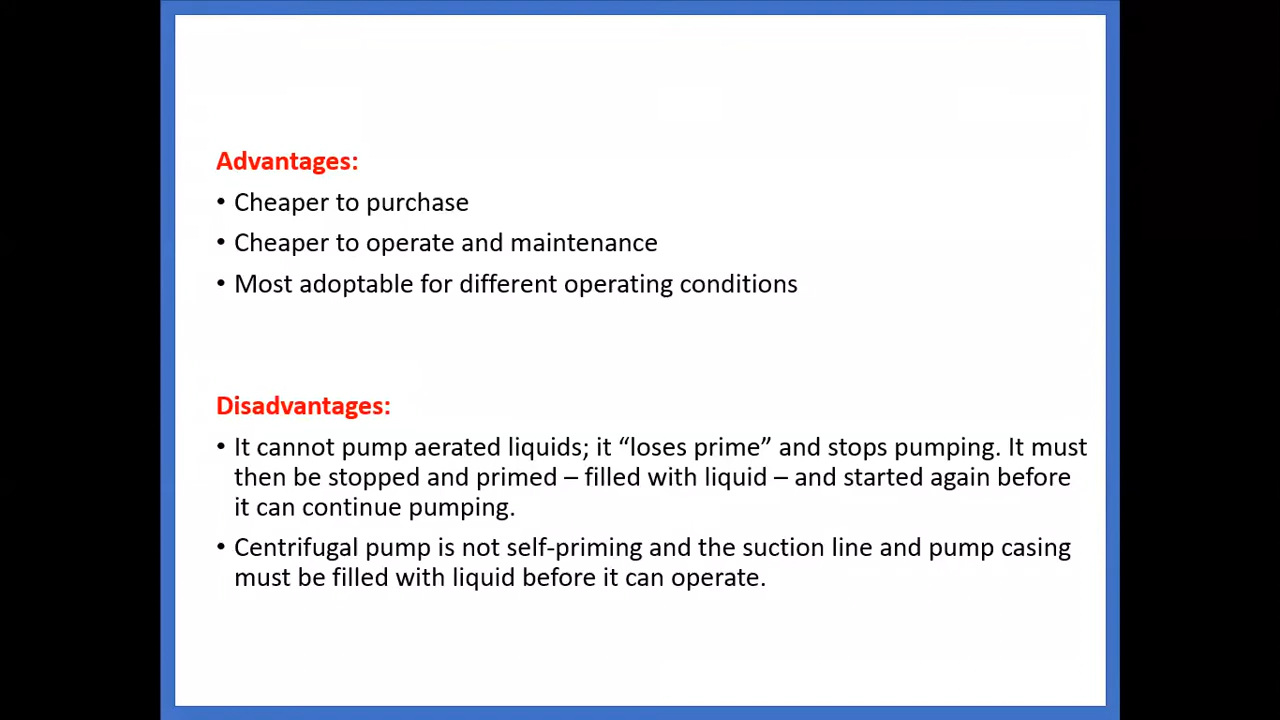 Advantages:
• Cheaper to purchase
• Cheaper to operate and maintenance
• Most adoptable for different operating conditions
Disadvantages:
• It cannot pump aerated liquids; it “loses prime” and stops pumping. It must
then be stopped and primed – filled with liquid – and started again before
it can continue pumping.
• Centrifugal pump is not self-priming and the suction line and pump casing
must be filled with liquid before it can operate.